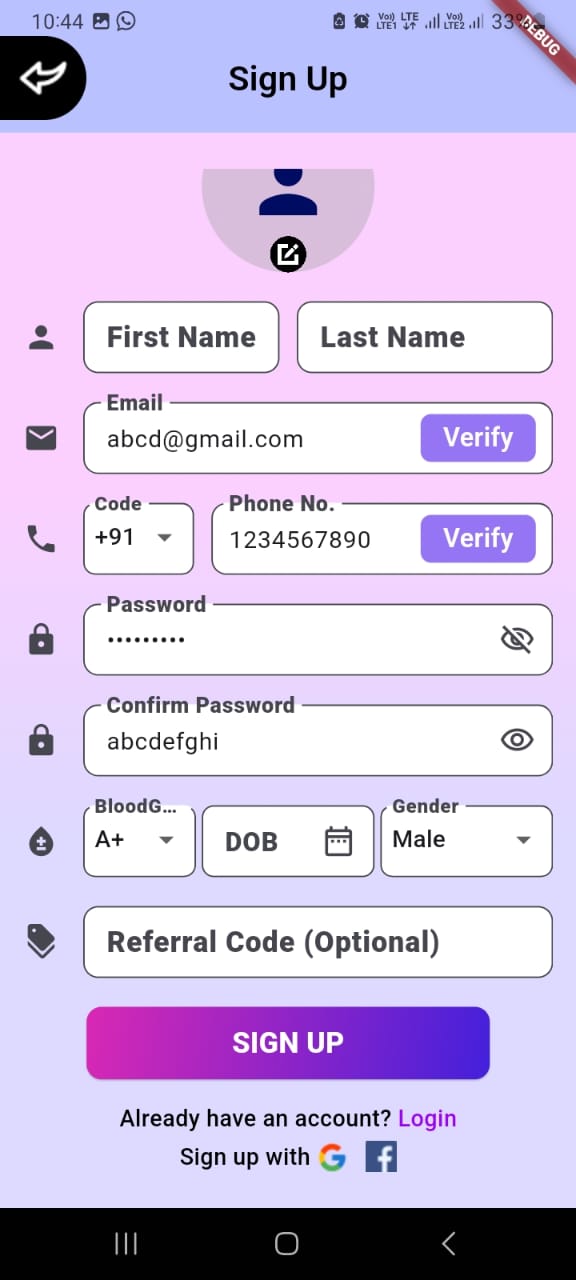 10:44 Vo)) LTE1 LTE Vo)) LTE2 33%
DEBUG
Sign Up
First Name Last Name
Email
abcd@gmail.com Verify
Code Phone No.
+91 1234567890 Verify
Password
•••••••••
Confirm Password
abcdefghi
BloodG... Gender
A+ DOB Male
Referral Code (Optional)
SIGN UP
Already have an account? Login
Sign up with